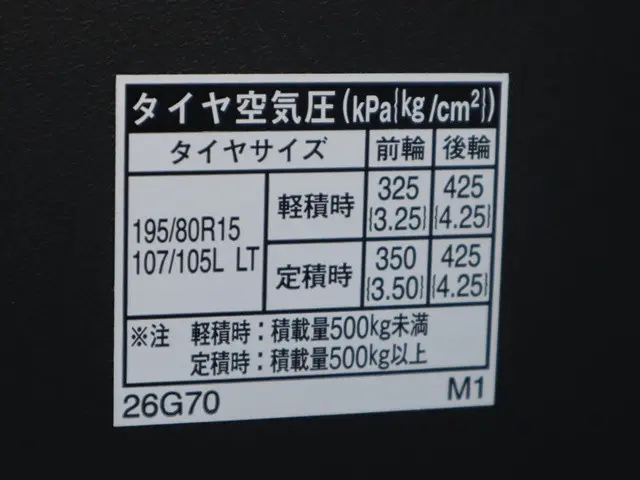 タイヤ空気圧(kPa{kg/cm²})
タイヤサイズ 前輪 後輪
195/80R15
107/105L LT
軽積時 325 {3.25} 425 {4.25}
定積時 350 {3.50} 425 {4.25}
※注 軽積時:積載量500kg未満
定積時:積載量500kg以上
26G70 M1